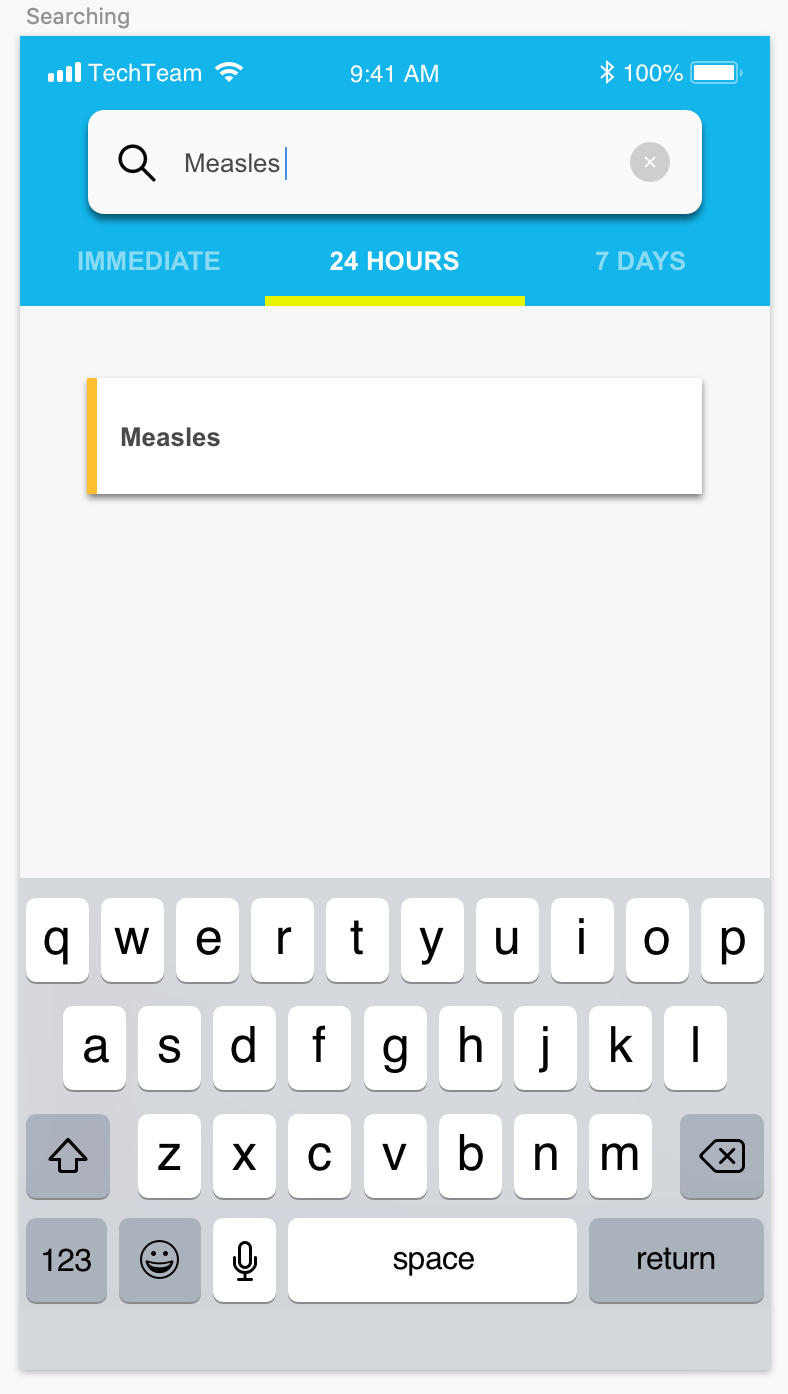 Searching
TechTeam 9:41 AM 100%
Measles
IMMEDIATE 24 HOURS 7 DAYS
Measles
q w e r t y u i o p
a s d f g h j k l
z x c v b n m
123 space return